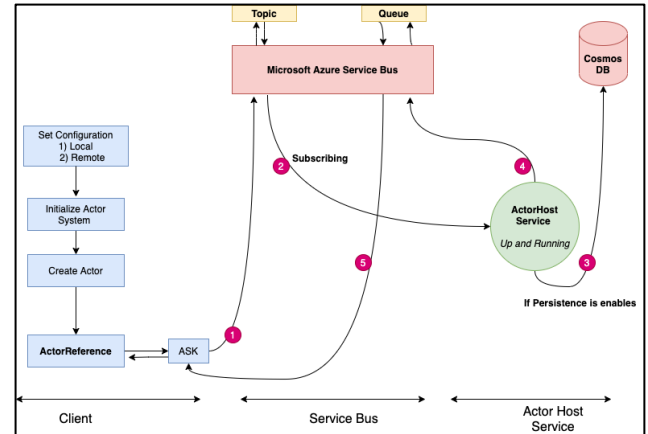 Topic
Queue
Microsoft Azure Service Bus
Cosmos
DB
Set Configuration
1) Local
2) Remote
2
Subscribing
4
Initialize Actor
System
ActorHost
Service
Up and Running
5
3
Create Actor
If Persistence is enables
1
ActorReference
ASK
Client
Service Bus
Actor Host
Service